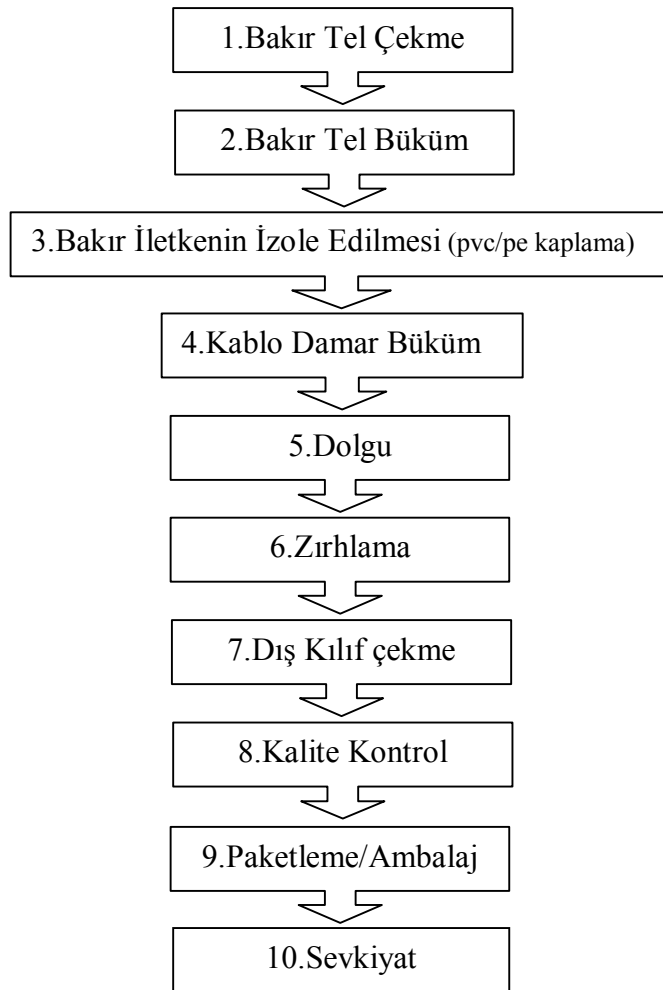 1.Bakır Tel Çekme
2.Bakır Tel Büküm
3.Bakır İletkenin İzole Edilmesi (pvc/pe kaplama)
4.Kablo Damar Büküm
5.Dolgu
6.Zırhlama
7.Dış Kılıf çekme
8.Kalite Kontrol
9.Paketleme/Ambalaj
10.Sevkiyat